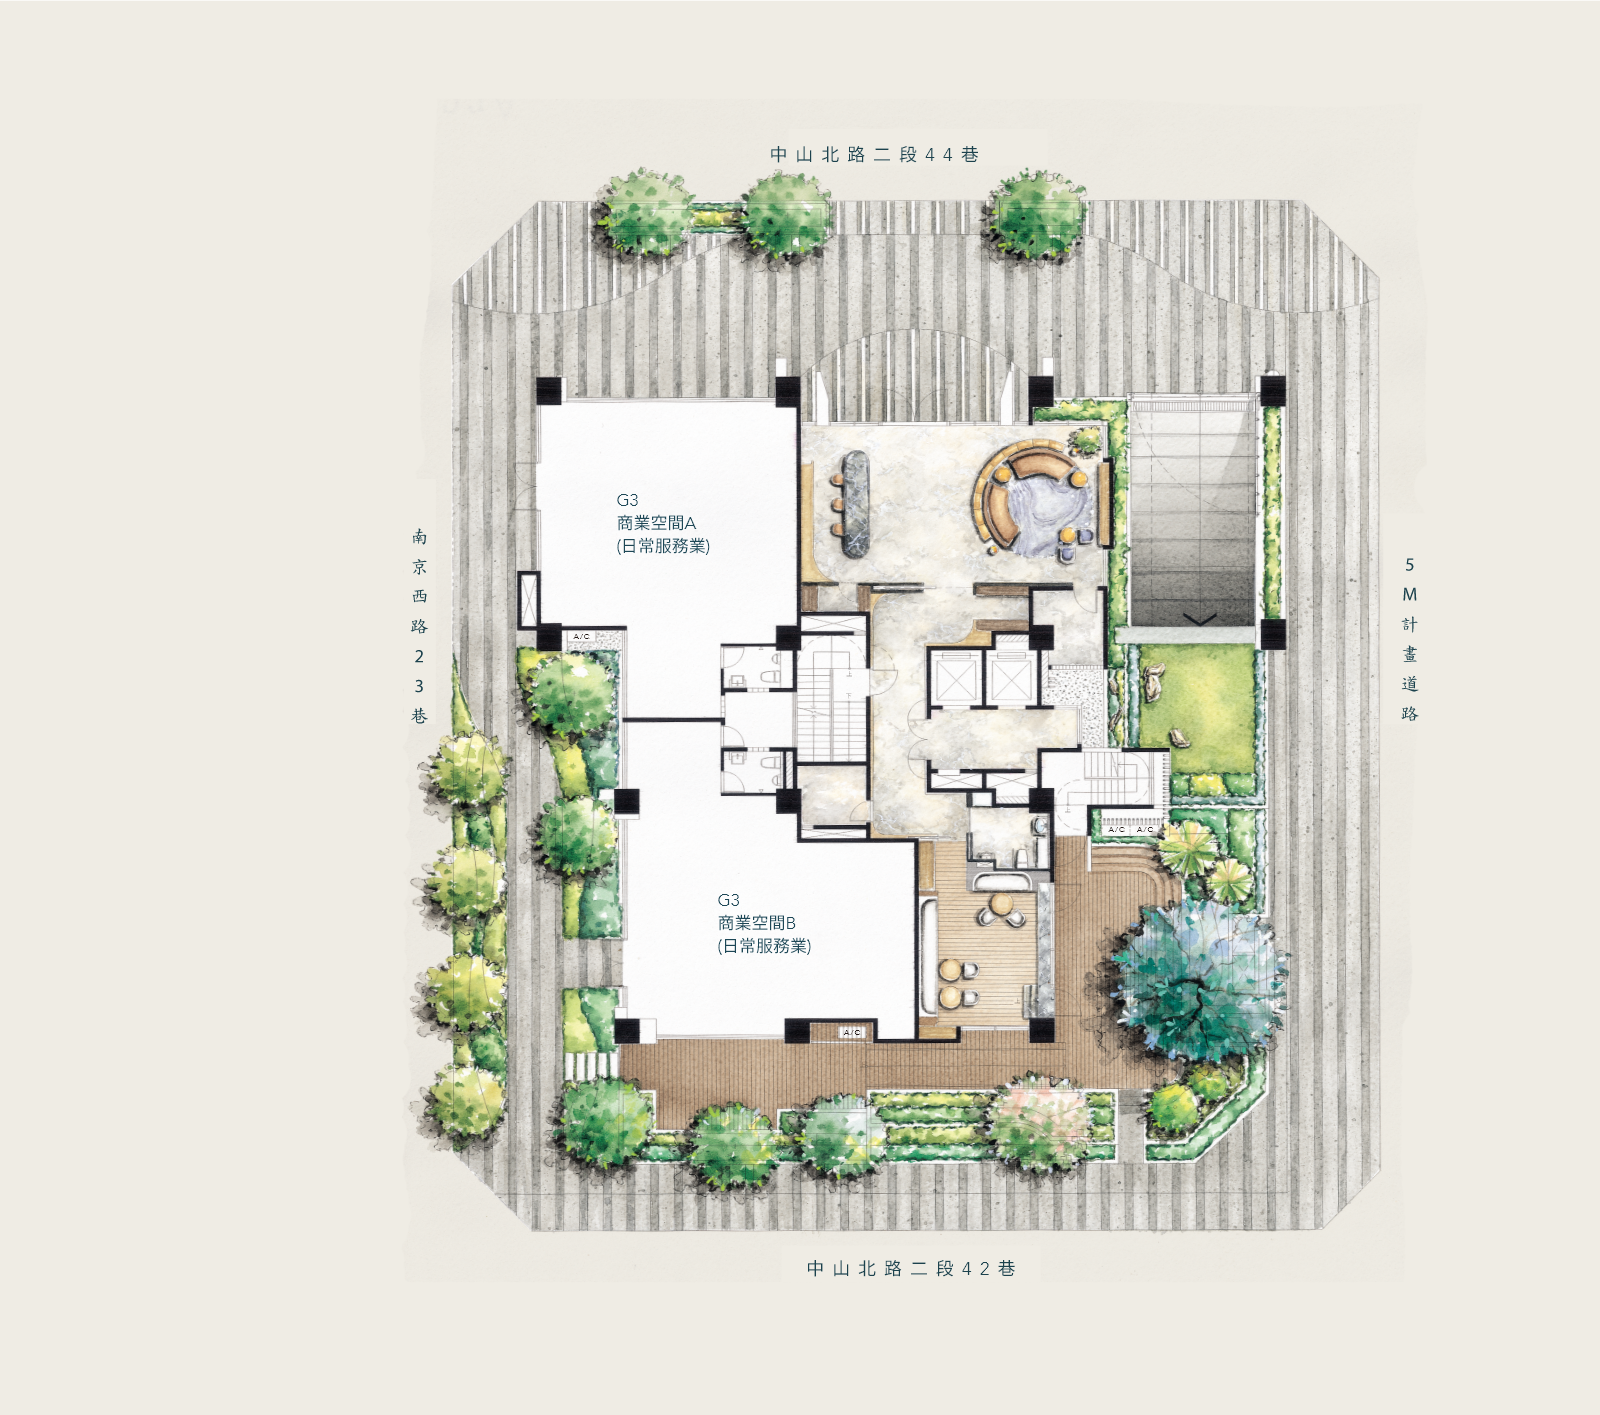 中山北路二段44巷
G3
商業空間A
(日常服務業)
南京西路23巷
5M計畫道路
A/C
A/C A/C
G3
商業空間B
(日常服務業)
A/C
中山北路二段42巷